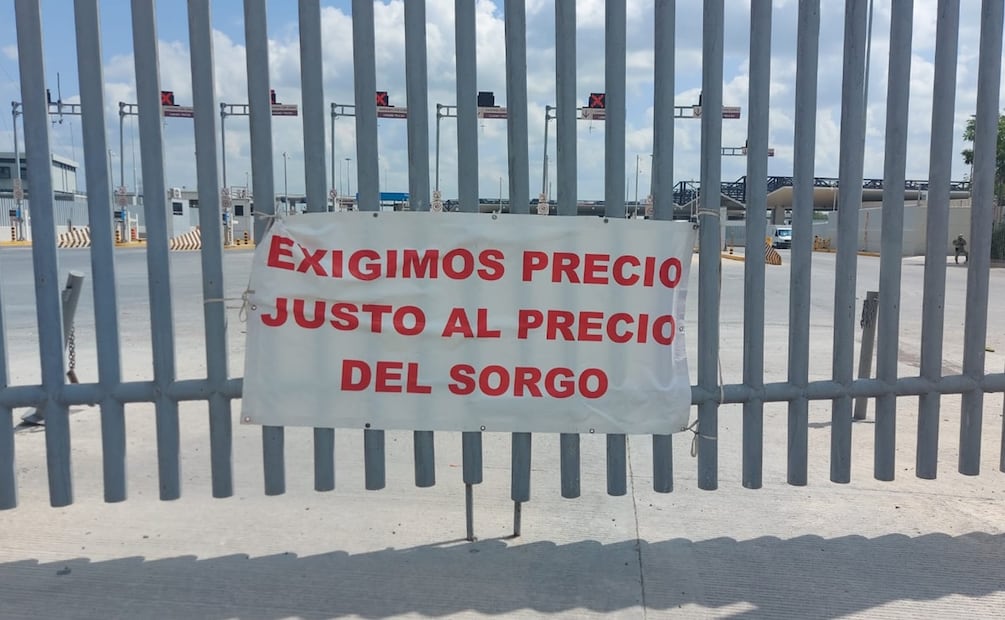 EXIGIMOS PRECIO
JUSTO AL PRECIO
DEL SORGO